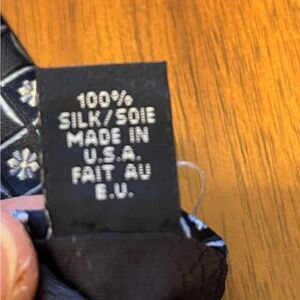 100%
SILK/SOIE
MADE IN
U.S.A.
FAIT AU
E.U.